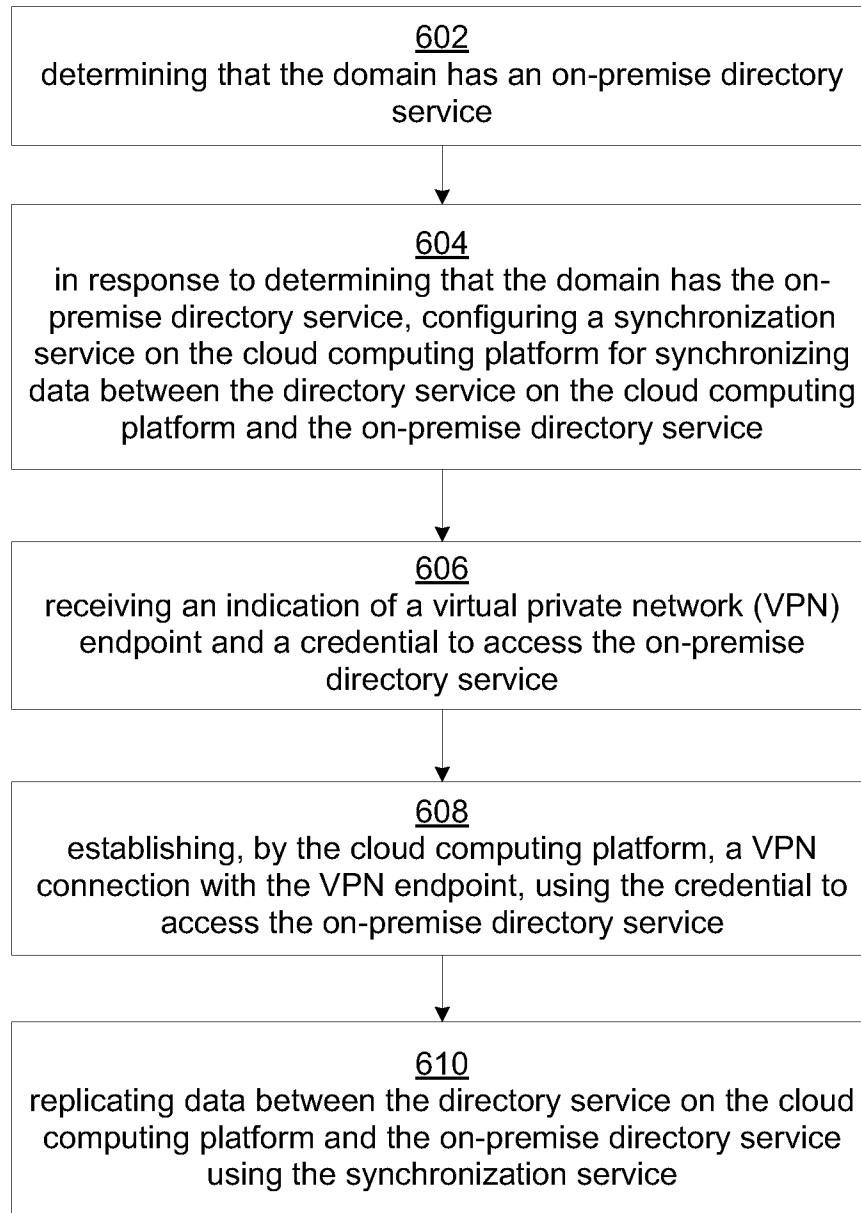 602
determining that the domain has an on-premise directory
service
604
in response to determining that the domain has the on-
premise directory service, configuring a synchronization
service on the cloud computing platform for synchronizing
data between the directory service on the cloud computing
platform and the on-premise directory service
606
receiving an indication of a virtual private network (VPN)
endpoint and a credential to access the on-premise
directory service
608
establishing, by the cloud computing platform, a VPN
connection with the VPN endpoint, using the credential to
access the on-premise directory service
610
replicating data between the directory service on the cloud
computing platform and the on-premise directory service
using the synchronization service